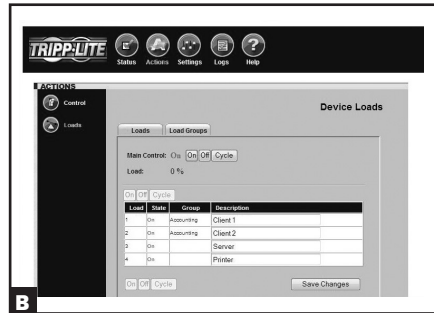 TRIPP·LITE
Status Actions Settings Logs Help
ACTIONS
Control
Loads
Device Loads
Loads Load Groups
Main Control: On On Off Cycle
Load: 0 %
On Off Cycle
Load State Group Description
1 On Accounting Client 1
2 On Accounting Client 2
3 On Server
4 On Printer
On Off Cycle Save Changes
B